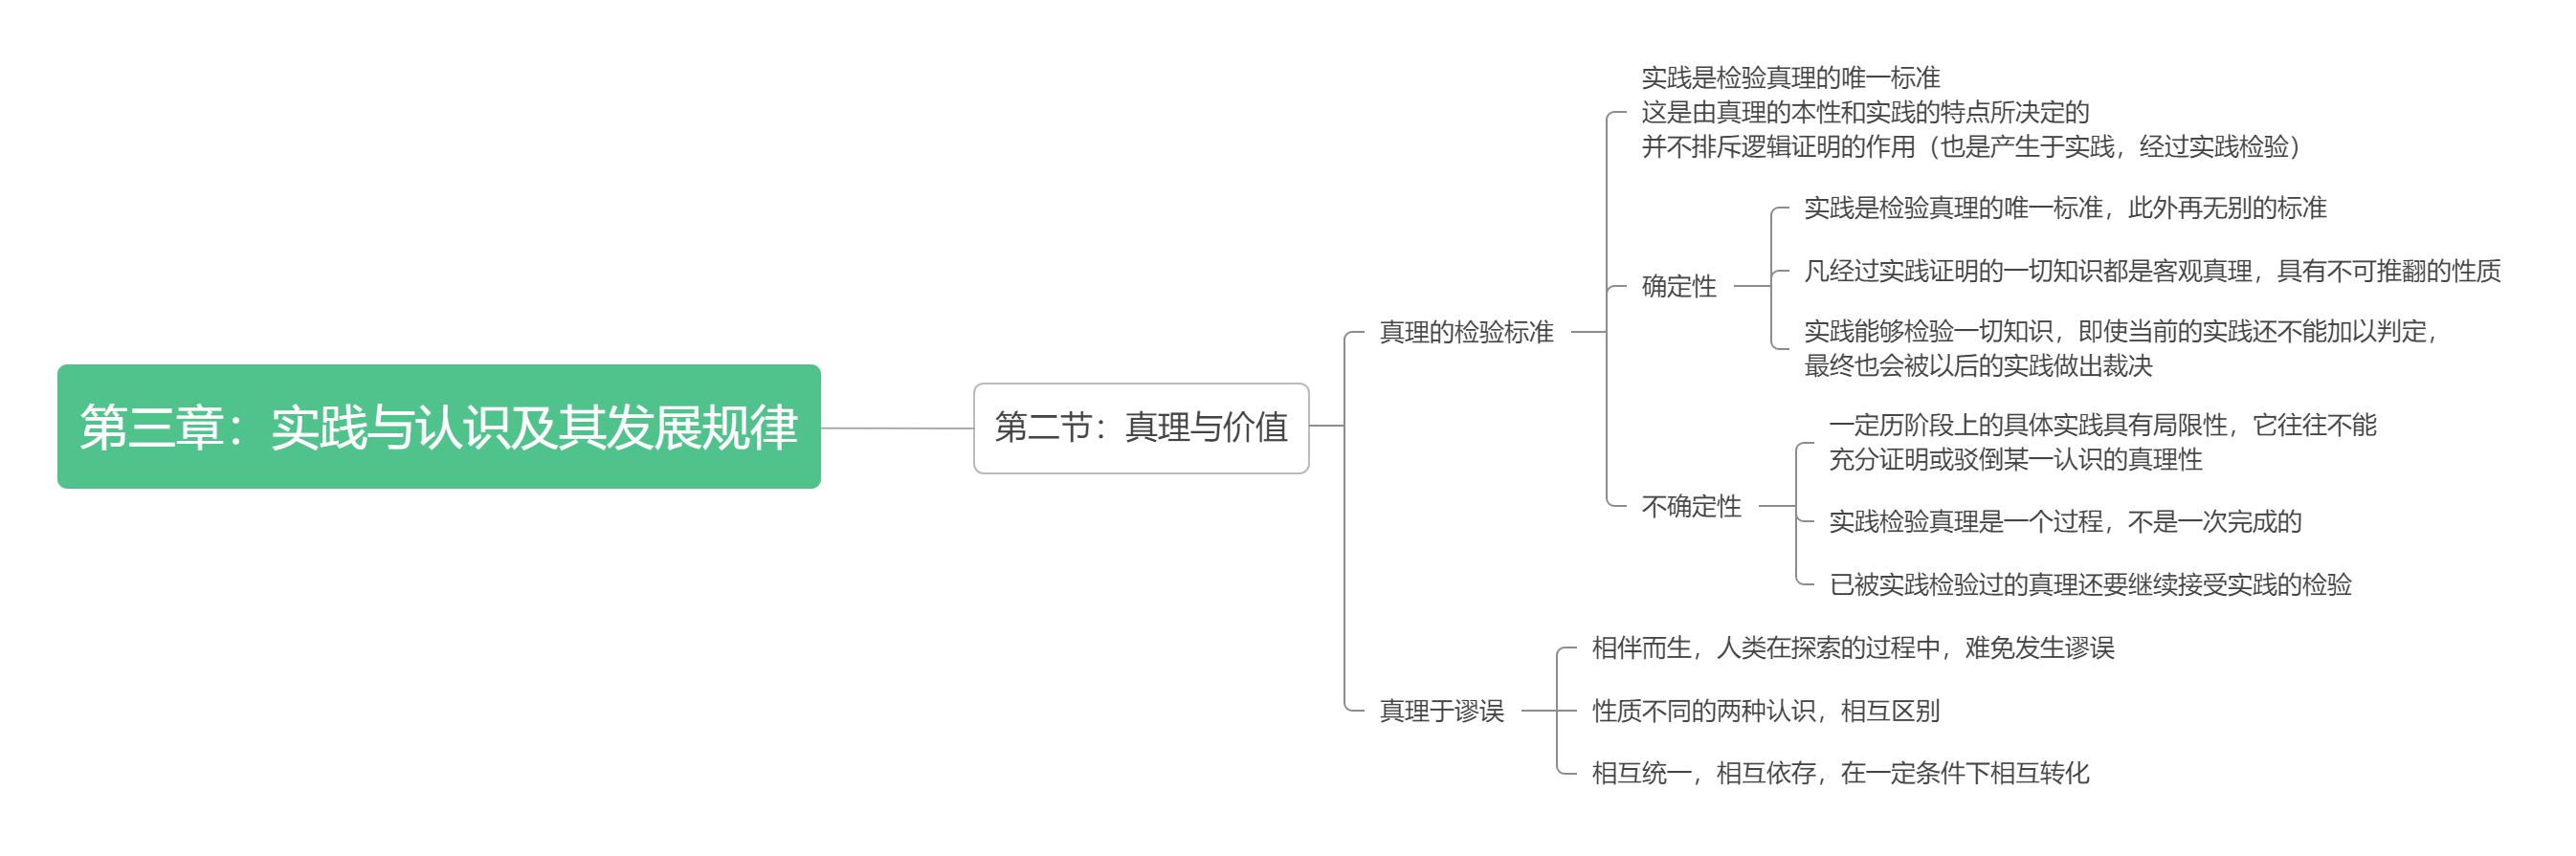 第三章：实践与认识及其发展规律
第二节：真理与价值
真理的检验标准
实践是检验真理的唯一标准
这是由真理的本性和实践的特点所决定的
并不排斥逻辑证明的作用（也是产生于实践，经过实践检验）
确定性
实践是检验真理的唯一标准，此外再无别的标准
凡经过实践证明的一切知识都是客观真理，具有不可推翻的性质
实践能够检验一切知识，即使当前的实践还不能加以判定，
最终也会被以后的实践做出裁决
不确定性
一定历阶段上的具体实践具有局限性，它往往不能
充分证明或驳倒某一认识的真理性
实践检验真理是一个过程，不是一次完成的
已被实践检验过的真理还要继续接受实践的检验
真理于谬误
相伴而生，人类在探索的过程中，难免发生谬误
性质不同的两种认识，相互区别
相互统一，相互依存，在一定条件下相互转化